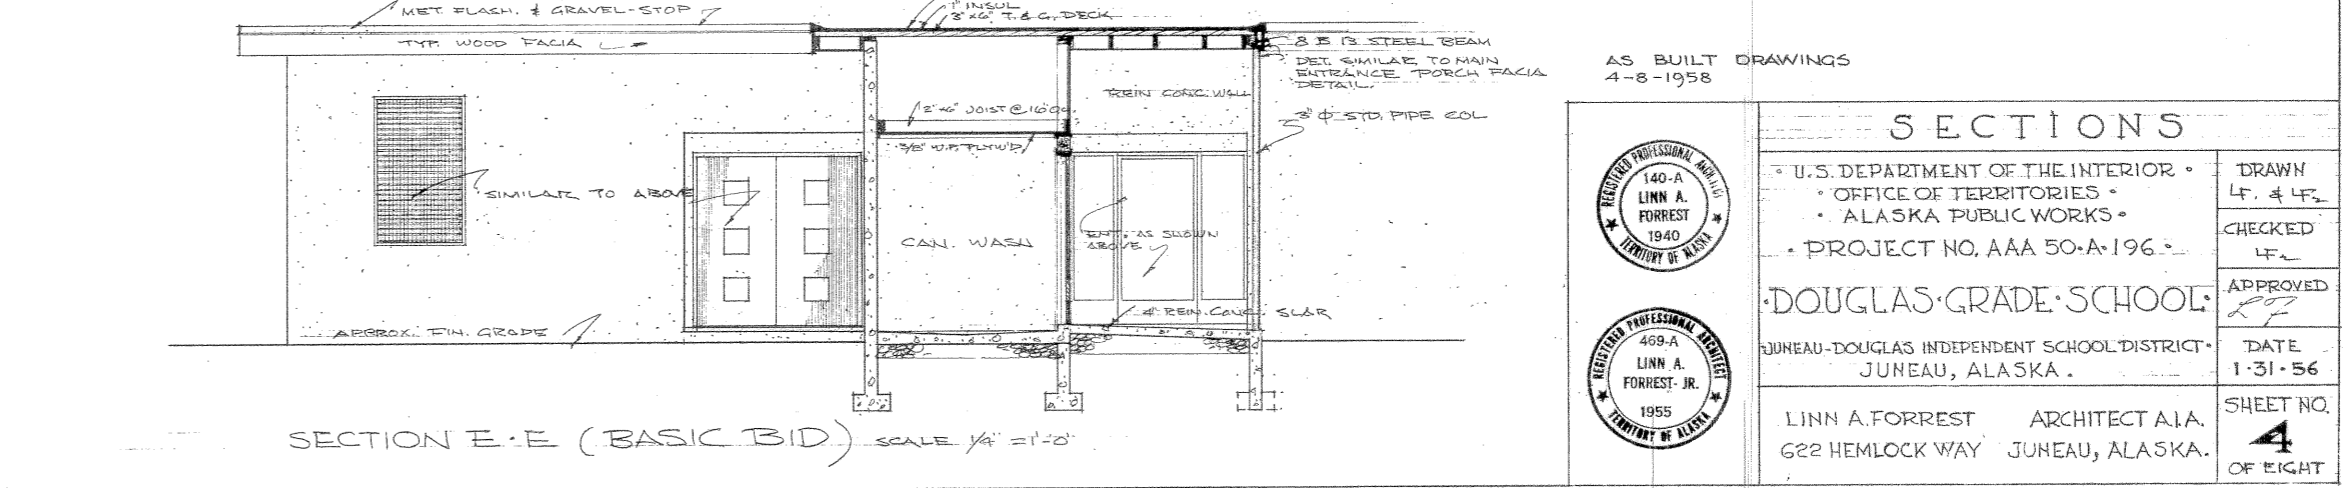 MET. FLASH. & GRAVEL-STOP
1" INSUL
3"x6" T. & G. DECK
TYP. WOOD FACIA
8 B 13 STEEL BEAM
DET. SIMILAR TO MAIN
ENTRANCE PORCH FACIA
DETAIL.
REIN CONC. WALL
2"x6" JOIST @ 16" O.C.
3" Φ STD. PIPE COL
3/8" W.P. PLYW'D
SIMILAR TO ABOVE
CAN. WASH
ENT. AS SHOWN
ABOVE
4" REIN. CONC. SLAB
APPROX. FIN. GRADE
SECTION E-E (BASIC BID) SCALE 1/4" = 1'-0"
AS BUILT DRAWINGS
4-8-1958
REGISTERED PROFESSIONAL ARCHITECT
140-A
LINN A.
FORREST
1940
TERRITORY OF ALASKA
REGISTERED PROFESSIONAL ARCHITECT
469-A
LINN A.
FORREST- JR.
1955
TERRITORY OF ALASKA
SECTIONS
• U.S. DEPARTMENT OF THE INTERIOR •
• OFFICE OF TERRITORIES •
• ALASKA PUBLIC WORKS •
• PROJECT NO. AAA 50-A-196 •
• DOUGLAS • GRADE • SCHOOL •
JUNEAU-DOUGLAS INDEPENDENT SCHOOL DISTRICT •
JUNEAU, ALASKA.
LINN A. FORREST ARCHITECT A.I.A.
622 HEMLOCK WAY JUNEAU, ALASKA.
DRAWN
CHECKED
APPROVED
DATE
1-31-56
SHEET NO.
4
OF EIGHT